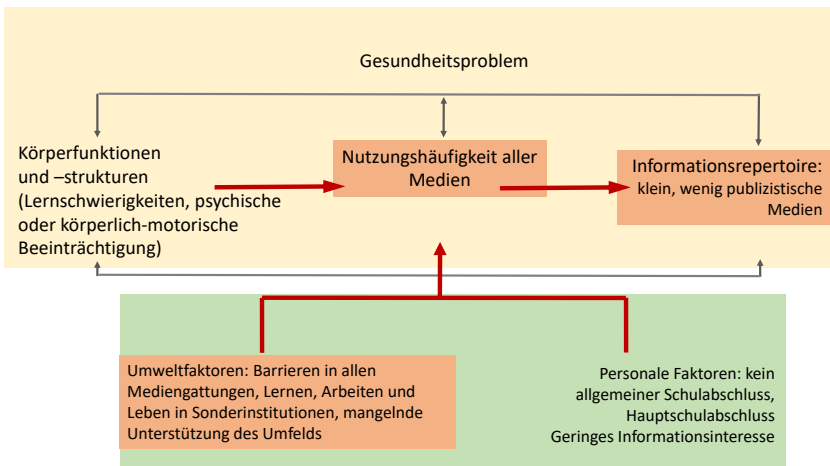 Gesundheitsproblem
Körperfunktionen
und –strukturen
(Lernschwierigkeiten, psychische
oder körperlich-motorische
Beeinträchtigung)
Nutzungshäufigkeit aller
Medien
Informationsrepertoire:
klein, wenig publizistische
Medien
Umweltfaktoren: Barrieren in allen
Mediengattungen, Lernen, Arbeiten und
Leben in Sonderinstitutionen, mangelnde
Unterstützung des Umfelds
Personale Faktoren: kein
allgemeiner Schulabschluss,
Hauptschulabschluss
Geringes Informationsinteresse